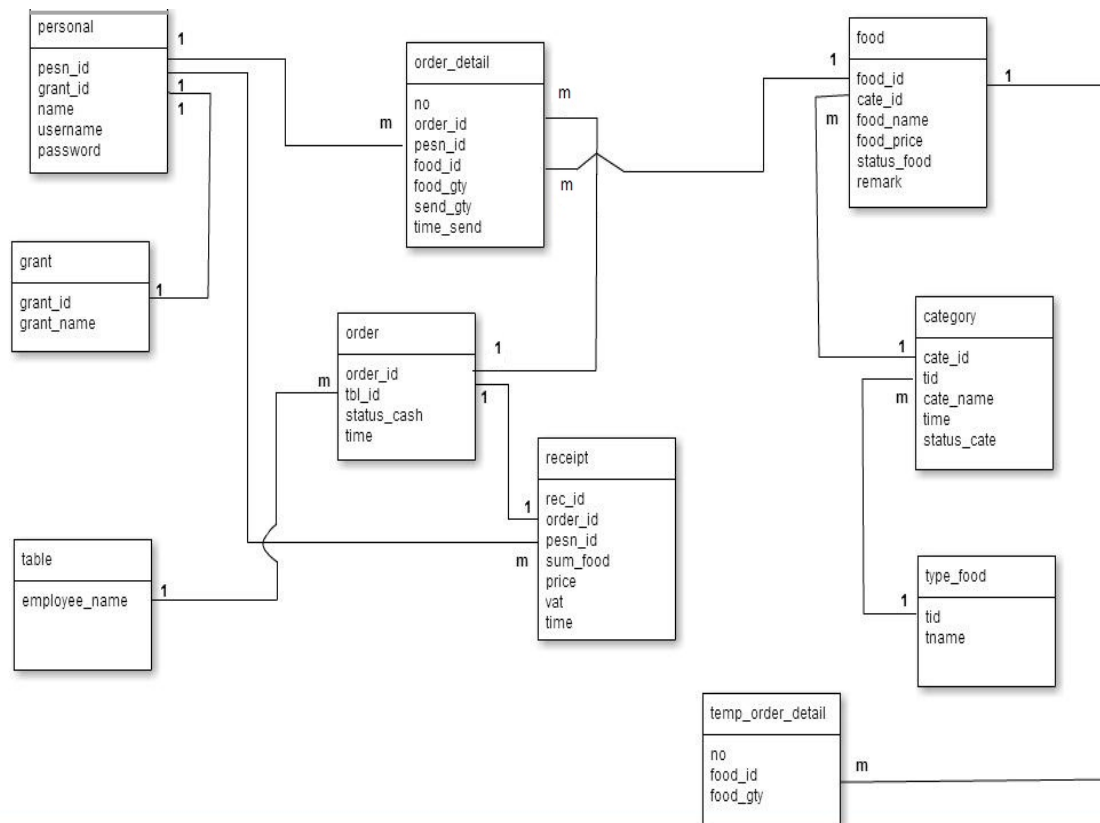 personal
pesn_id
grant_id
name
username
password
1
1
1
grant
grant_id
grant_name
1
order_detail
no
order_id
pesn_id
food_id
food_gty
send_gty
time_send
m
m
m
food
food_id
cate_id
food_name
food_price
status_food
remark
1
1
m
order
order_id
tbl_id
status_cash
time
m
1
1
category
cate_id
tid
cate_name
time
status_cate
1
m
receipt
rec_id
order_id
pesn_id
sum_food
price
vat
time
1
m
table
employee_name
1
type_food
tid
tname
1
temp_order_detail
no
food_id
food_gty
m